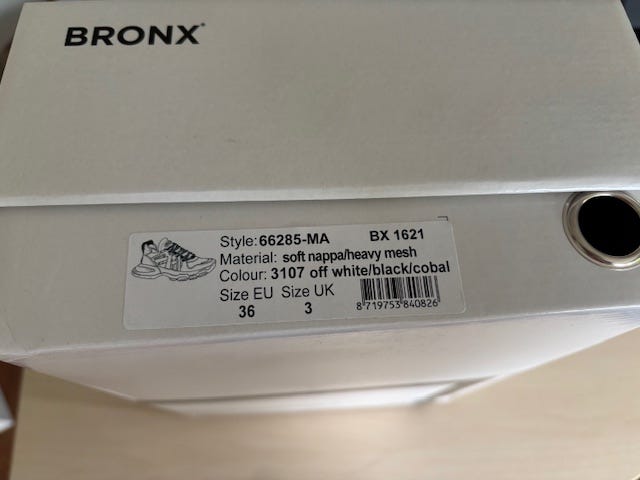 BRONX
Style:66285-MA BX 1621
Material: soft nappa/heavy mesh
Colour: 3107 off white/black/cobal
Size EU Size UK
36 3
8 719753 840826